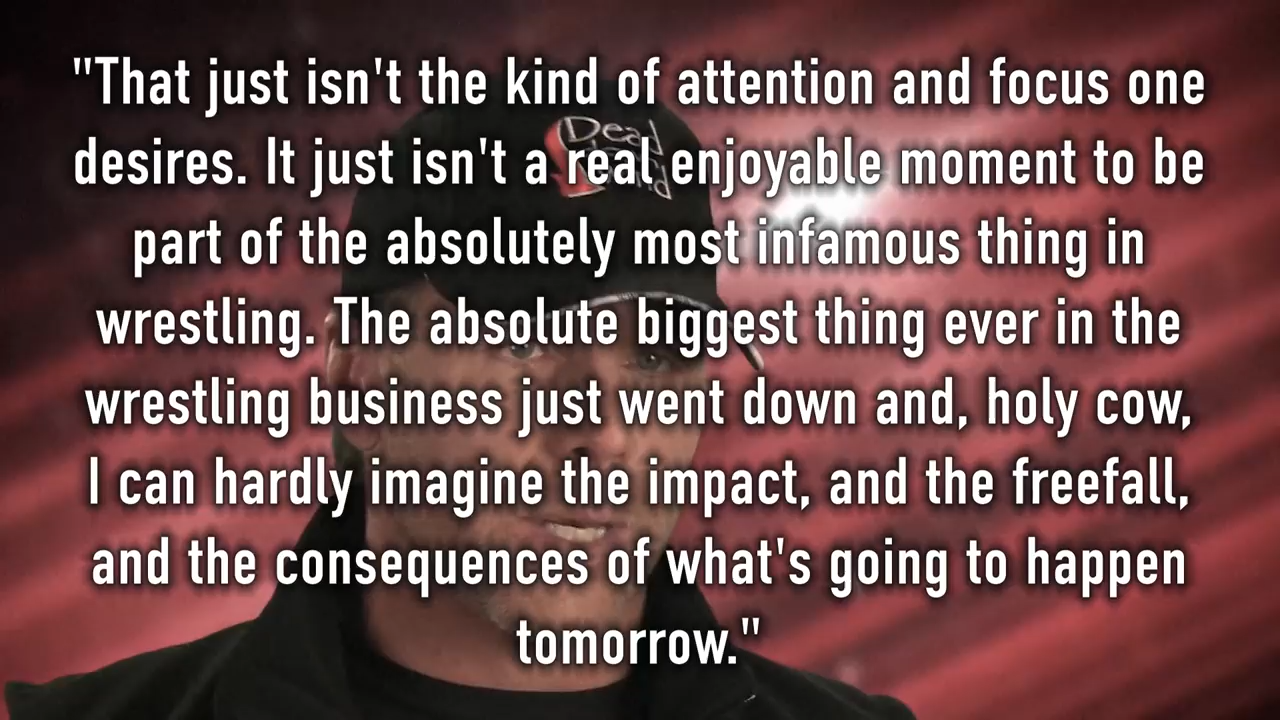 "That just isn't the kind of attention and focus one
desires. It just isn't a real enjoyable moment to be
part of the absolutely most infamous thing in
wrestling. The absolute biggest thing ever in the
wrestling business just went down and, holy cow,
I can hardly imagine the impact, and the freefall,
and the consequences of what's going to happen
tomorrow."
Dead